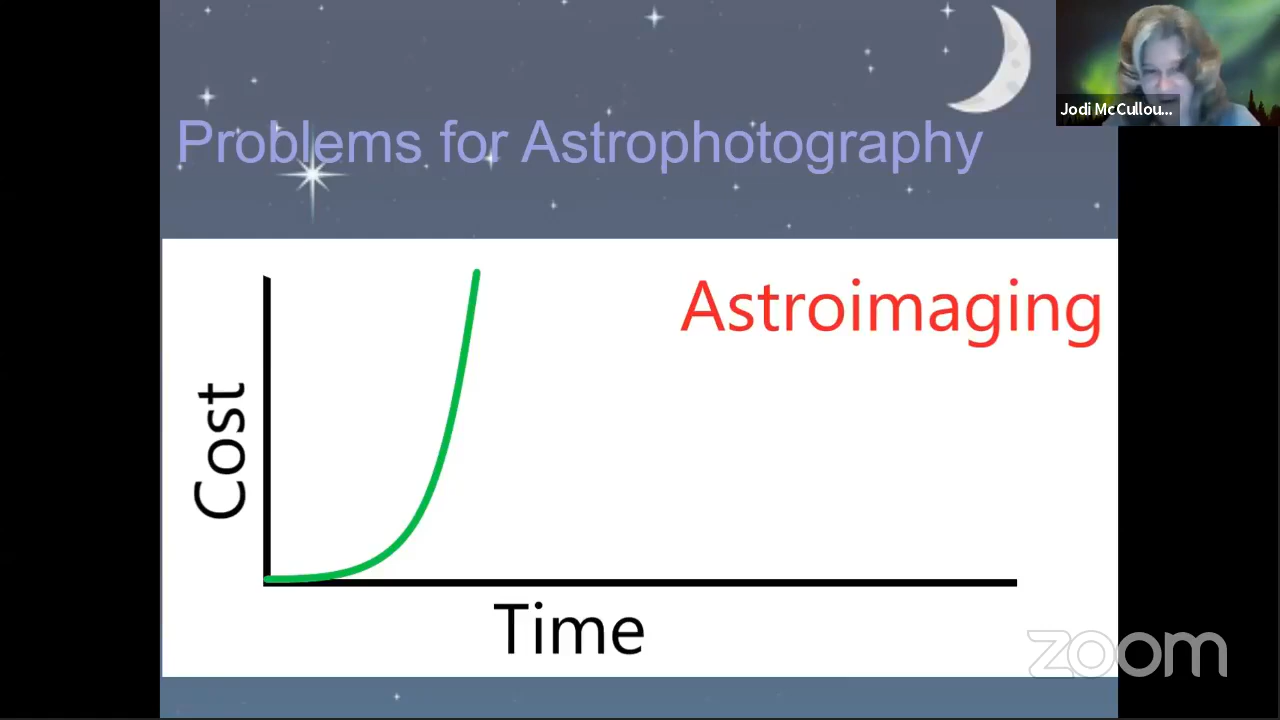 Problems for Astrophotography
Jodi McCullou...
Astroimaging
Cost
Time
zoom